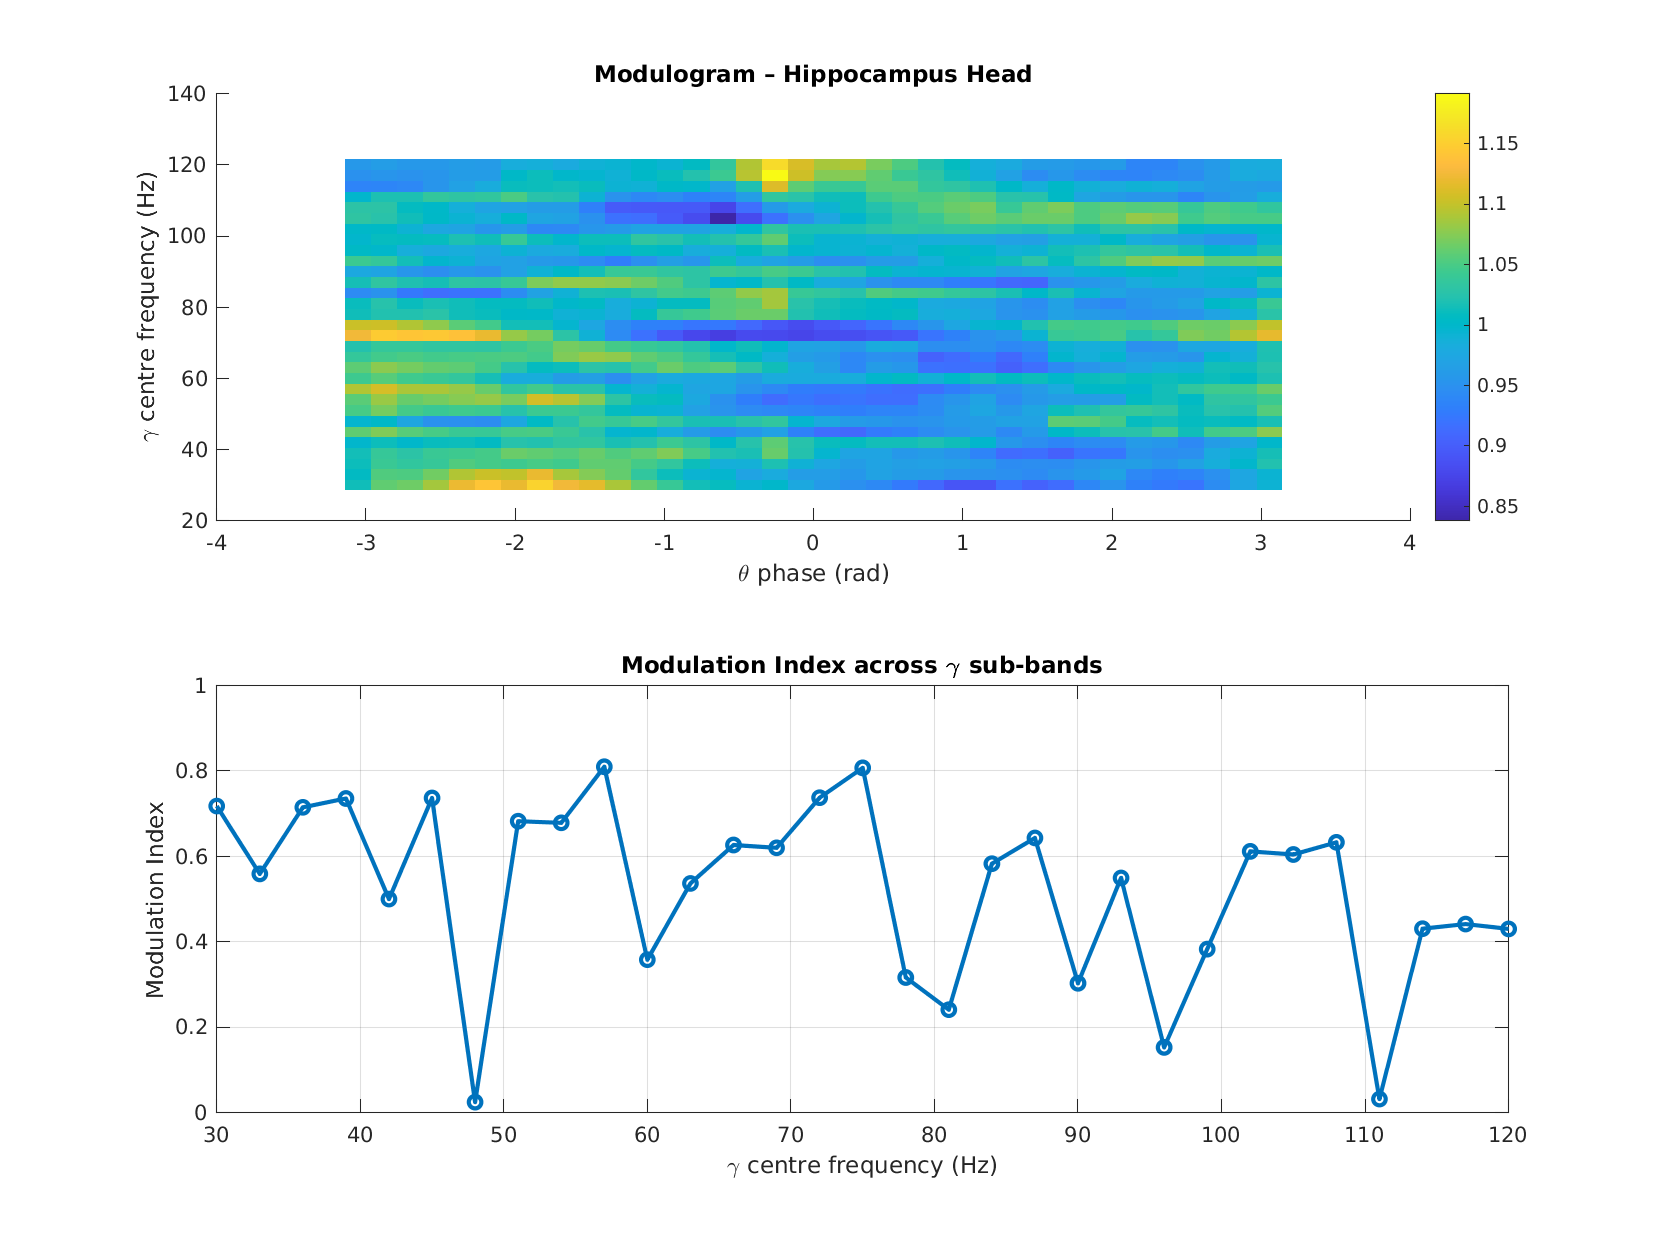 Modulogram – Hippocampus Head
140
120
100
80
60
40
20
γ centre frequency (Hz)
-4 -3 -2 -1 0 1 2 3 4
θ phase (rad)
1.15
1.1
1.05
1
0.95
0.9
0.85
Modulation Index across γ sub-bands
1
0.8
0.6
0.4
0.2
0
Modulation Index
30 40 50 60 70 80 90 100 110 120
γ centre frequency (Hz)